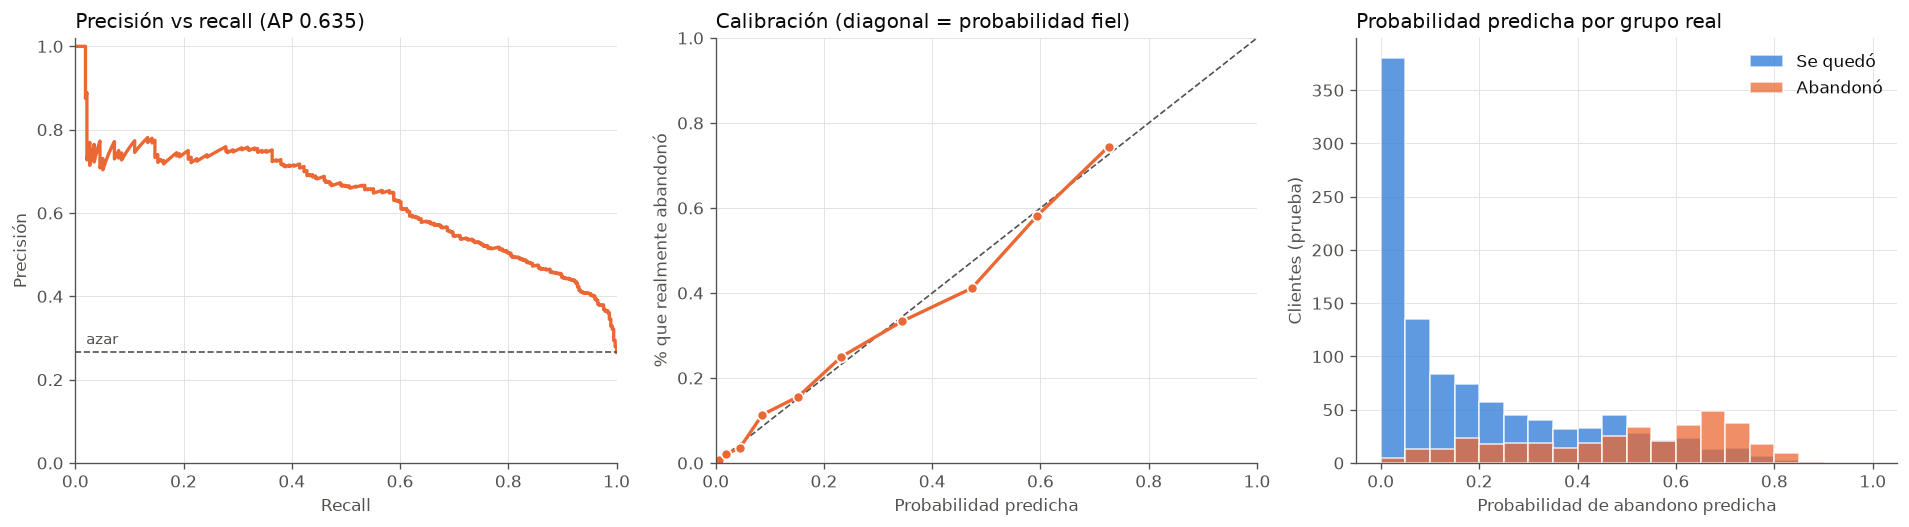 Precisión vs recall (AP 0.635)
1.0
0.8
0.6
0.4
0.2
0.0
Precisión
azar
0.0 0.2 0.4 0.6 0.8 1.0
Recall
Calibración (diagonal = probabilidad fiel)
1.0
0.8
0.6
0.4
0.2
0.0
% que realmente abandonó
0.0 0.2 0.4 0.6 0.8 1.0
Probabilidad predicha
Probabilidad predicha por grupo real
Se quedó
Abandonó
350
300
250
200
150
100
50
0
Clientes (prueba)
0.0 0.2 0.4 0.6 0.8 1.0
Probabilidad de abandono predicha